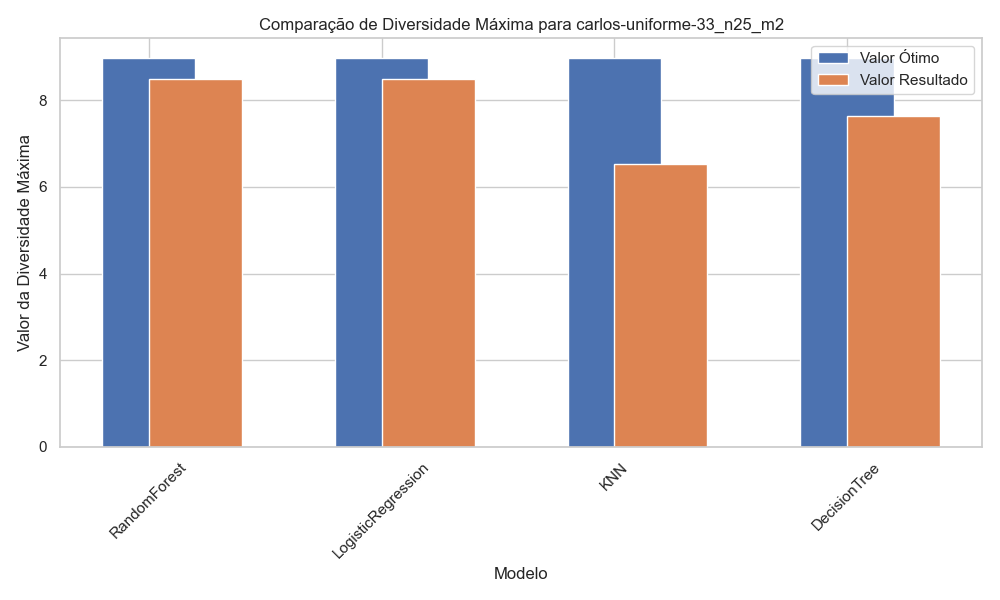 Comparação de Diversidade Máxima para carlos-uniforme-33_n25_m2
Valor Ótimo
Valor Resultado
Valor da Diversidade Máxima
8
6
4
2
0
RandomForest
LogisticRegression
KNN
DecisionTree
Modelo